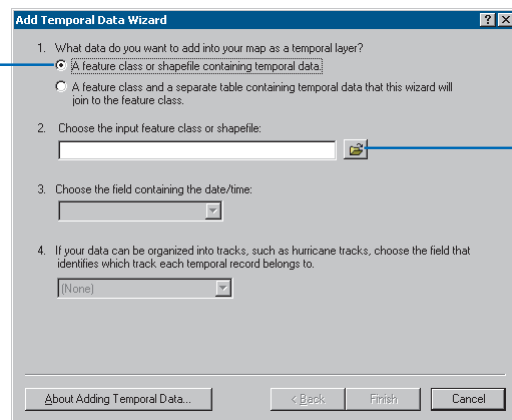 Add Temporal Data Wizard
1. What data do you want to add into your map as a temporal layer?
A feature class or shapefile containing temporal data.
A feature class and a separate table containing temporal data that this wizard will
join to the feature class.
2. Choose the input feature class or shapefile:
3. Choose the field containing the date/time:
4. If your data can be organized into tracks, such as hurricane tracks, choose the field that
identifies which track each temporal record belongs to.
(None)
About Adding Temporal Data... < Back Finish Cancel